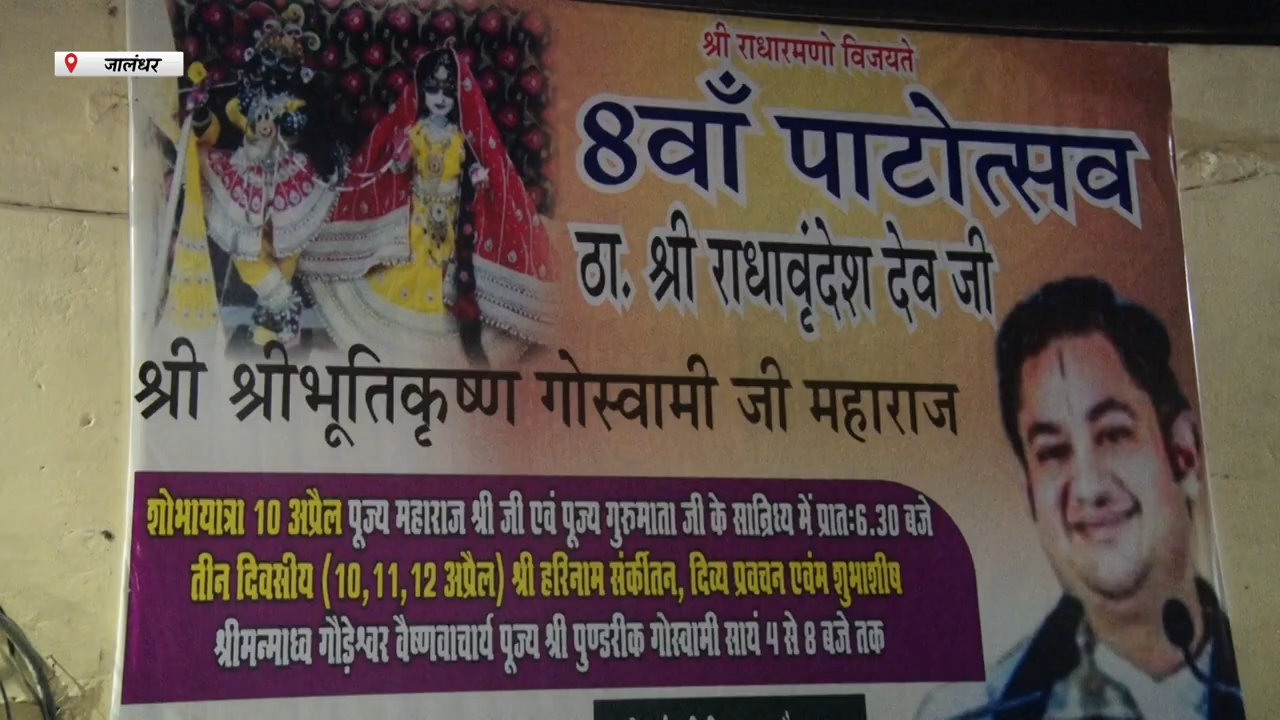 जालंधर
श्री राधारमणो विजयते
8वाँ पाटोत्सव
ठा. श्री राधावृंदेश देव जी
श्री श्रीभूतिकृष्ण गोस्वामी जी महाराज
शोभायात्रा 10 अप्रैल पूज्य महाराज श्री जी एवं पूज्य गुरुमाता जी के सान्निध्य में प्रातः6.30 बजे
तीन दिवसीय (10,11,12 अप्रैल) श्री हरिनाम संर्कीतन, दिव्य प्रवचन एवंम शुभाशीष
श्रीमन्माध्व गौड़ेश्वर वैष्णवाचार्य पूज्य श्री पुण्डरीक गोस्वामी सायं 4 से 8 बजे तक